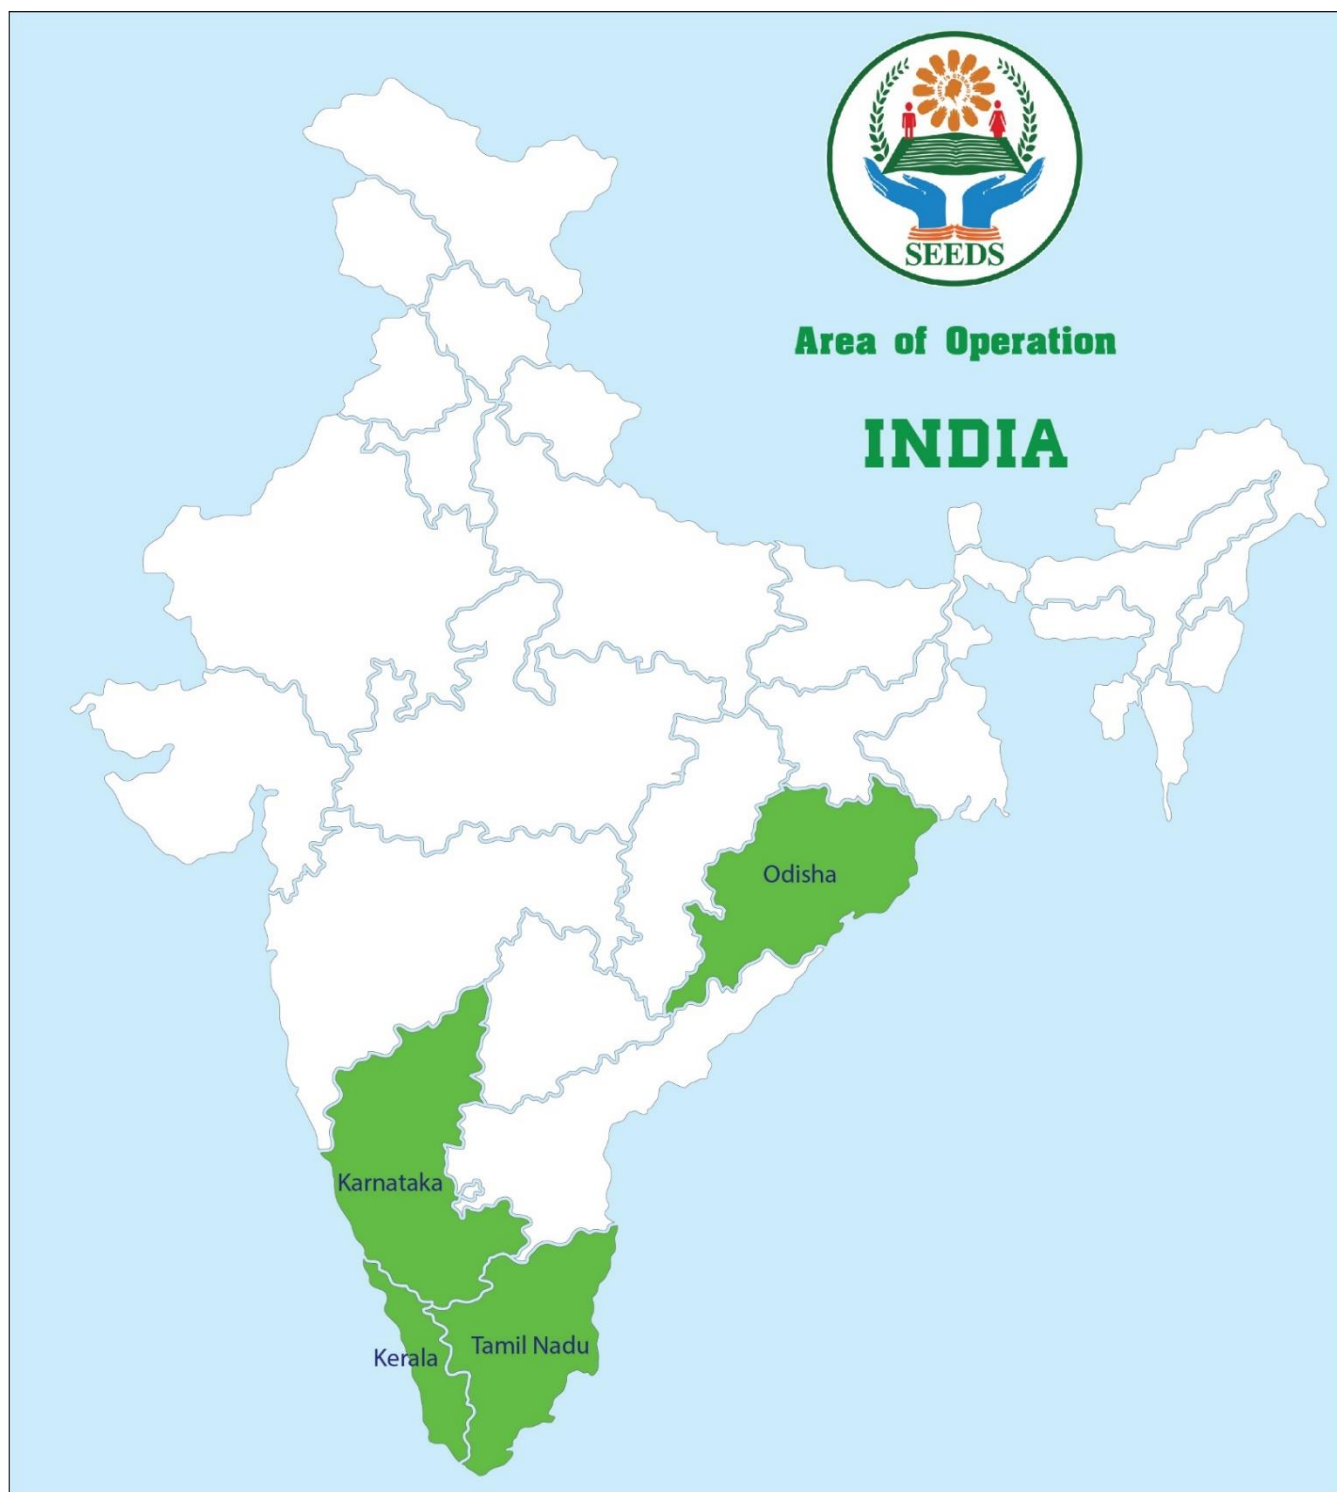 SEEDS
Area of Operation
INDIA
Odisha
Karnataka
Tamil Nadu
Kerala